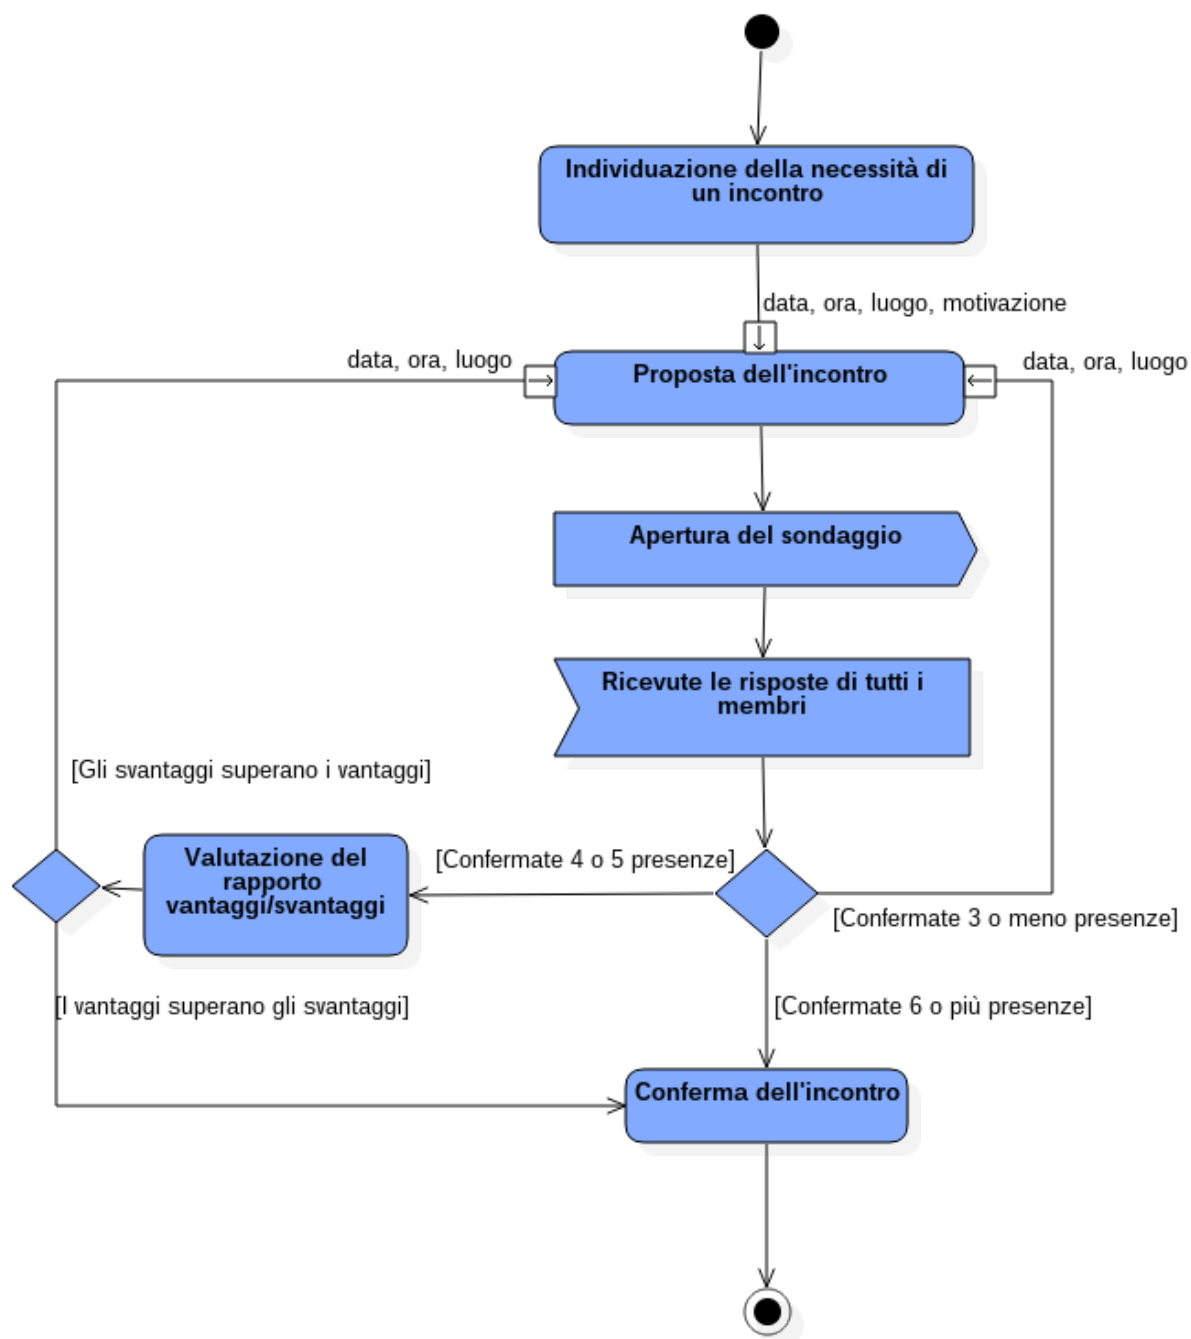 Individuazione della necessità di
un incontro
data, ora, luogo, motivazione
data, ora, luogo
Proposta dell'incontro
data, ora, luogo
Apertura del sondaggio
Ricevute le risposte di tutti i
membri
[Gli svantaggi superano i vantaggi]
Valutazione del
rapporto
vantaggi/svantaggi
[Confermate 4 o 5 presenze]
[Confermate 3 o meno presenze]
[I vantaggi superano gli svantaggi]
[Confermate 6 o più presenze]
Conferma dell'incontro